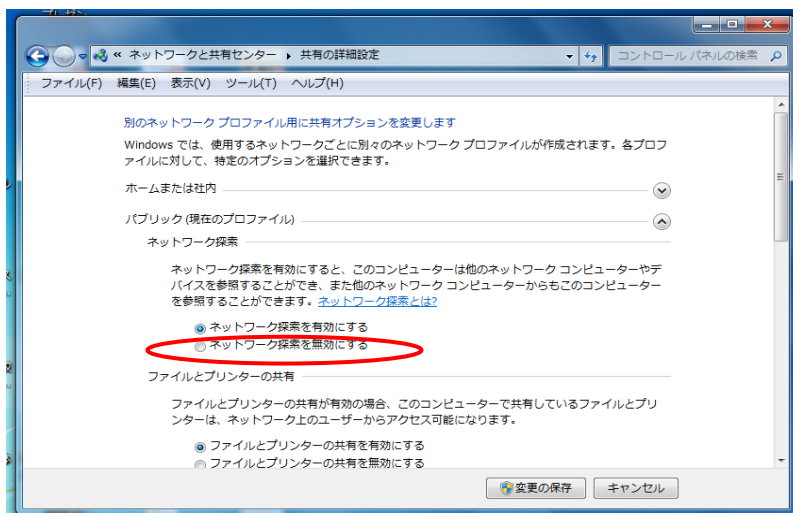 « ネットワークと共有センター ▸ 共有の詳細設定
コントロール パネルの検索
ファイル(F) 編集(E) 表示(V) ツール(T) ヘルプ(H)
別のネットワーク プロファイル用に共有オプションを変更します
Windows では、使用するネットワークごとに別々のネットワーク プロファイルが作成されます。各プロフ
ァイルに対して、特定のオプションを選択できます。
ホームまたは社内
パブリック (現在のプロファイル)
ネットワーク探索
ネットワーク探索を有効にすると、このコンピューターは他のネットワーク コンピューターやデ
バイスを参照することができ、また他のネットワーク コンピューターからもこのコンピューター
を参照することができます。ネットワーク探索とは?
ネットワーク探索を有効にする
ネットワーク探索を無効にする
ファイルとプリンターの共有
ファイルとプリンターの共有が有効の場合、このコンピューターで共有しているファイルとプリ
ンターは、ネットワーク上のユーザーからアクセス可能になります。
ファイルとプリンターの共有を有効にする
ファイルとプリンターの共有を無効にする
変更の保存 キャンセル